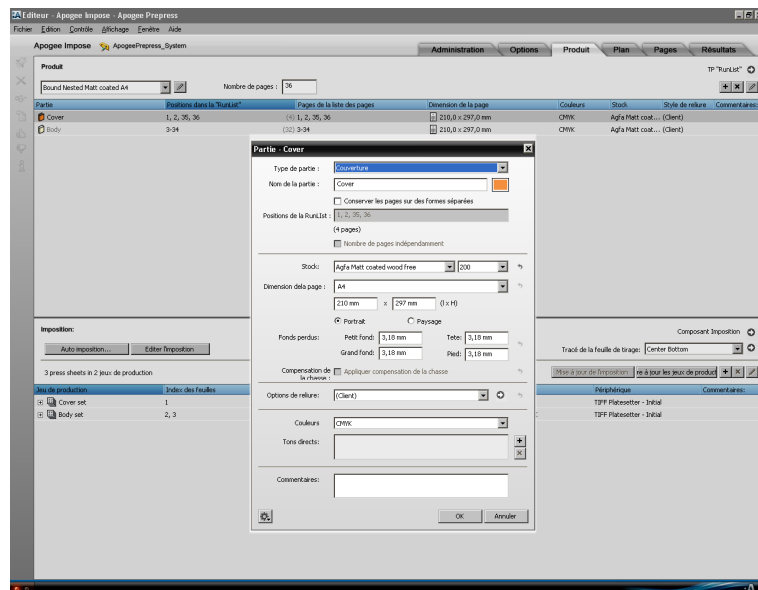 Editeur - Apogee Impose - Apogee Prepress
Fichier Edition Contrôle Affichage Fenêtre Aide
Apogee Impose ApogeePrepress_System
Administration Options Produit Plan Pages Résultats
Produit
TP "RunList"
Bound Nested Matt coated A4 Nombre de pages : 36
Partie Positions dans la "RunList" Pages de la liste des pages Dimension de la page Couleurs Stock Style de reliure Commentaires:
Cover 1, 2, 35, 36 (4) 1, 2, 35, 36 210,0 x 297,0 mm CMYK Agfa Matt coat... (Client)
Body 3-34 (32) 3-34 210,0 x 297,0 mm CMYK Agfa Matt coat... (Client)
Partie - Cover
Type de partie : Couverture
Nom de la partie : Cover
Conserver les pages sur des formes séparées
Positions de la RunList : 1, 2, 35, 36
(4 pages)
Nombre de pages indépendamment
Stock: Agfa Matt coated wood free 200
Dimension dela page : A4
210 mm x 297 mm (l x H)
Portrait Paysage
Fonds perdus: Petit fond: 3,18 mm Tete: 3,18 mm
Grand fond: 3,18 mm Pied: 3,18 mm
Compensation de la chasse : Appliquer compensation de la chasse
Options de reliure: (Client)
Couleurs CMYK
Tons directs:
Commentaires:
OK Annuler
Imposition:
Composant Imposition
Auto imposition... Editer l'imposition
Tracé de la feuille de tirage: Center Bottom
3 press sheets in 2 jeux de production
Mise à jour de l'imposition re à jour les jeux de product
Jeu de production Index des feuilles Périphérique Commentaires:
Cover set 1 TIFF Platesetter - Initial
Body set 2, 3 TIFF Platesetter - Initial